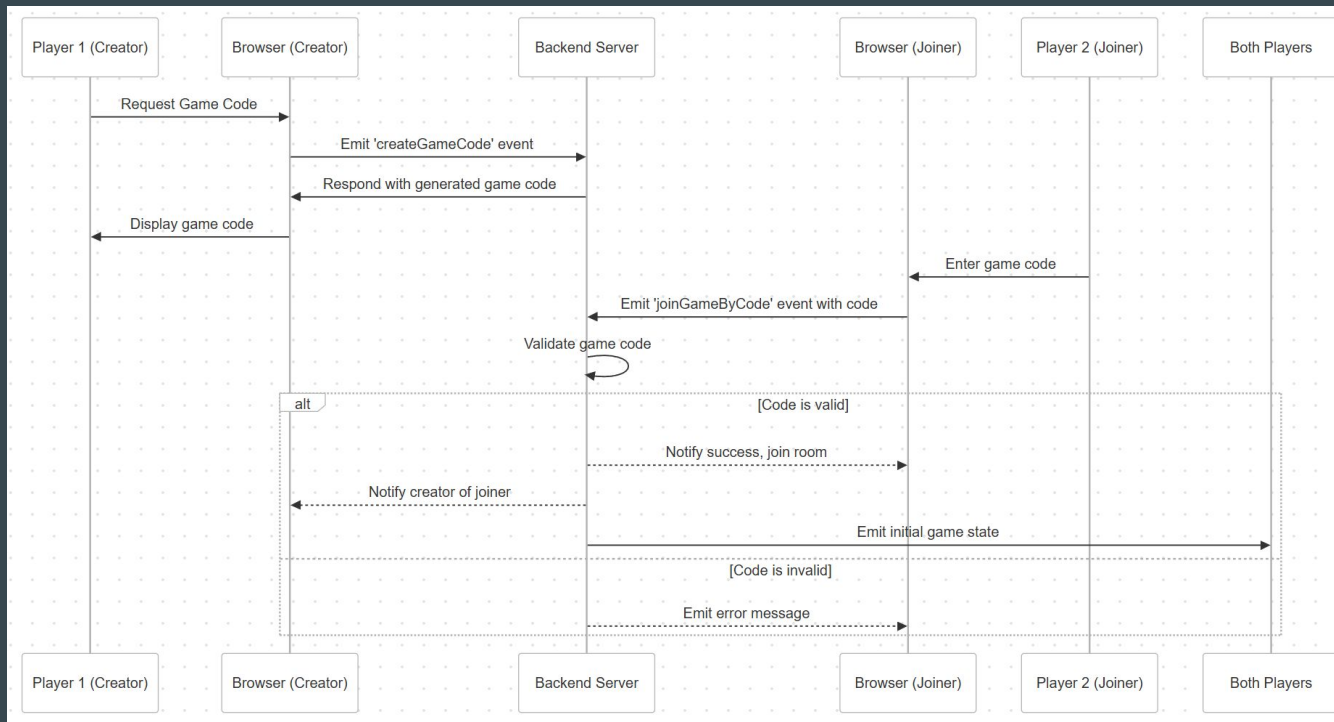 Player 1 (Creator)
Browser (Creator)
Backend Server
Browser (Joiner)
Player 2 (Joiner)
Both Players
Request Game Code
Emit 'createGameCode' event
Respond with generated game code
Display game code
Enter game code
Emit 'joinGameByCode' event with code
Validate game code
alt
[Code is valid]
Notify success, join room
Notify creator of joiner
Emit initial game state
[Code is invalid]
Emit error message
Player 1 (Creator)
Browser (Creator)
Backend Server
Browser (Joiner)
Player 2 (Joiner)
Both Players